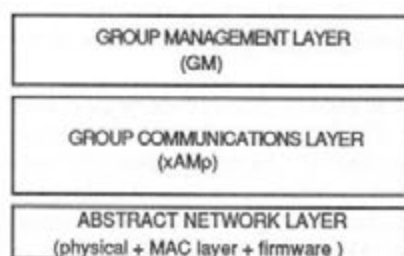 GROUP MANAGEMENT LAYER
(GM)
GROUP COMMUNICATIONS LAYER
(xAMp)
ABSTRACT NETWORK LAYER
(physical + MAC layer + firmware )